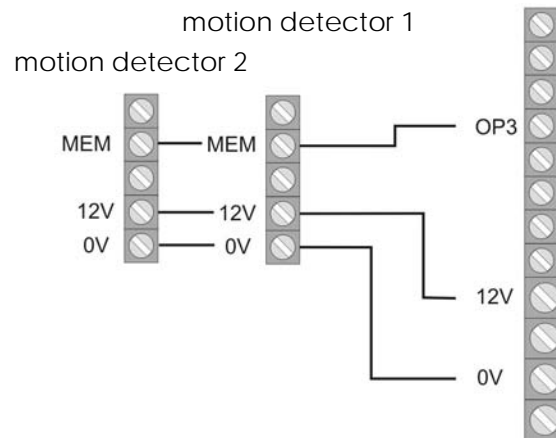 motion detector 1
motion detector 2
OP3
MEM MEM
12V 12V
0V 0V
12V
0V